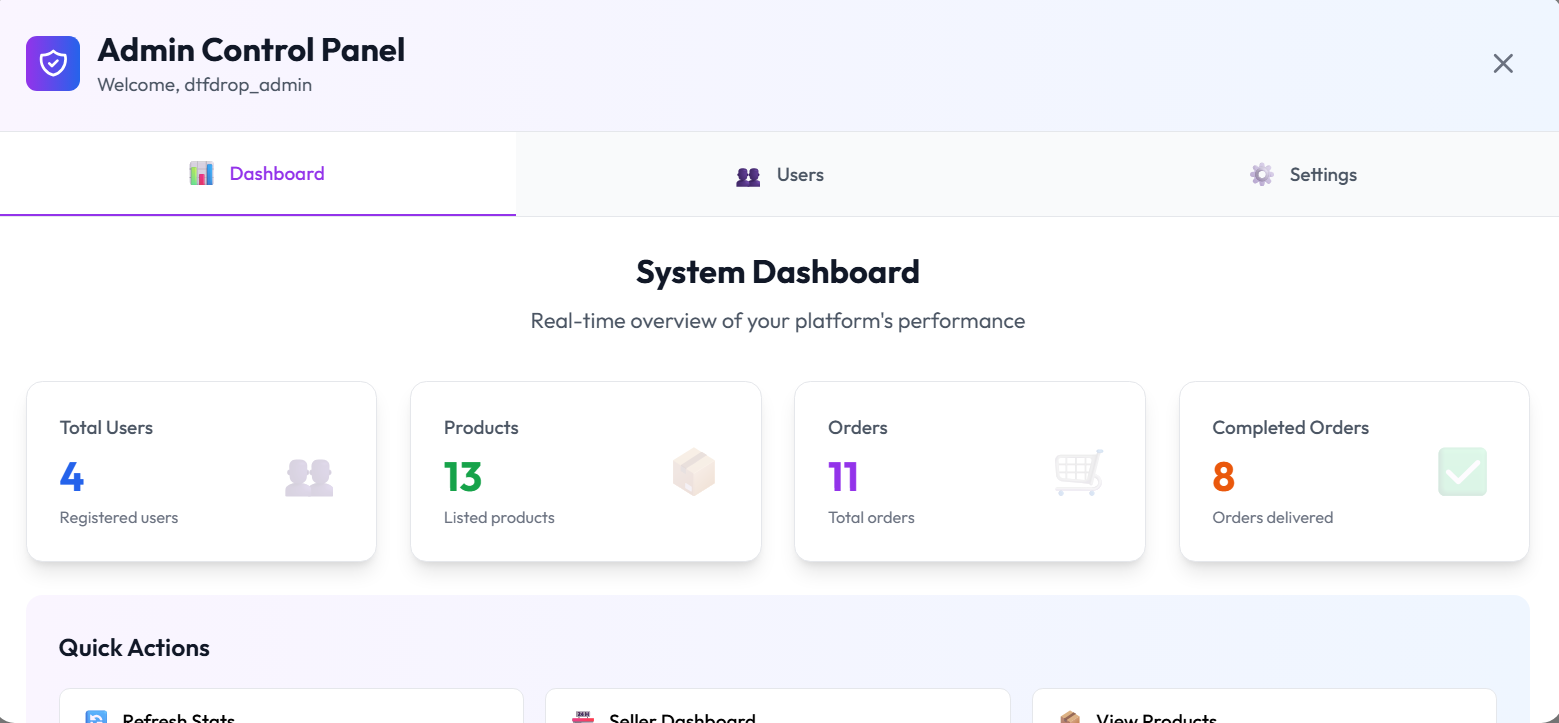 Admin Control Panel
Welcome, dtfdrop_admin
Dashboard
Users
Settings
System Dashboard
Real-time overview of your platform's performance
Total Users
4
Registered users
Products
13
Listed products
Orders
11
Total orders
Completed Orders
8
Orders delivered
Quick Actions
Refresh Stats
Seller Dashboard
View Products